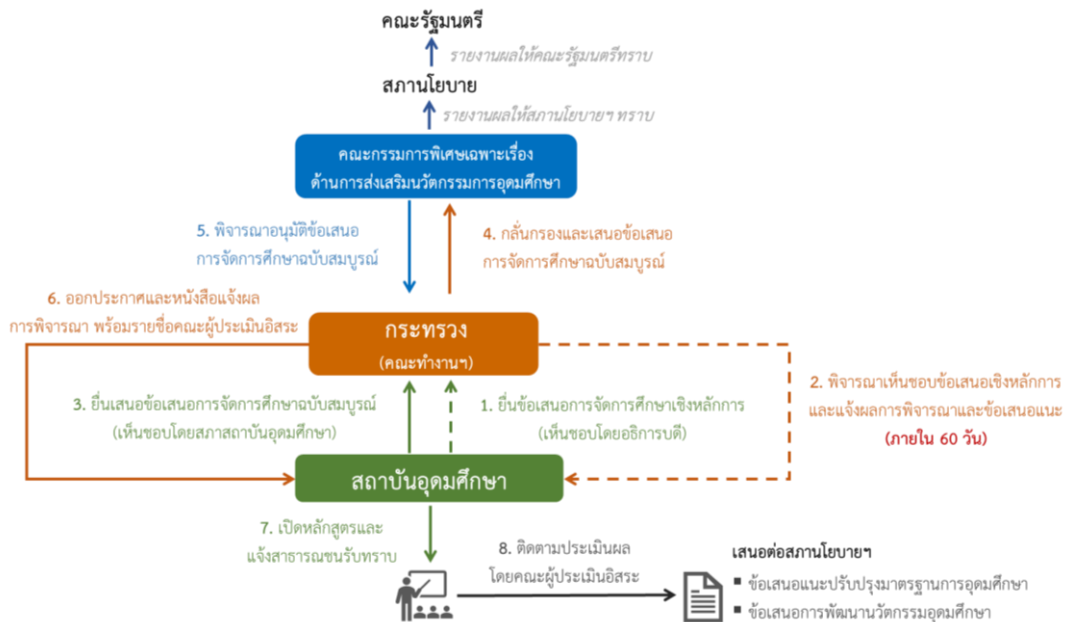 คณะรัฐมนตรี
รายงานผลให้คณะรัฐมนตรีทราบ
สภานโยบาย
รายงานผลให้สภานโยบายฯ ทราบ
คณะกรรมการพิเศษเฉพาะเรื่อง
ด้านการส่งเสริมนวัตกรรมการอุดมศึกษา
5. พิจารณาอนุมัติข้อเสนอ
การจัดการศึกษาฉบับสมบูรณ์
4. กลั่นกรองและเสนอข้อเสนอ
การจัดการศึกษาฉบับสมบูรณ์
6. ออกประกาศและหนังสือแจ้งผล
การพิจารณา พร้อมรายชื่อคณะผู้ประเมินอิสระ
กระทรวง
(คณะทำงานฯ)
2. พิจารณาเห็นชอบข้อเสนอเชิงหลักการ
และแจ้งผลการพิจารณาและข้อเสนอแนะ
(ภายใน 60 วัน)
3. ยื่นเสนอข้อเสนอการจัดการศึกษาฉบับสมบูรณ์
(เห็นชอบโดยสภาสถาบันอุดมศึกษา)
1. ยื่นข้อเสนอการจัดการศึกษาเชิงหลักการ
(เห็นชอบโดยอธิการบดี)
สถาบันอุดมศึกษา
7. เปิดหลักสูตรและ
แจ้งสาธารณชนรับทราบ
8. ติดตามประเมินผล
โดยคณะผู้ประเมินอิสระ
เสนอต่อสภานโยบายฯ
▪ ข้อเสนอแนะปรับปรุงมาตรฐานการอุดมศึกษา
▪ ข้อเสนอการพัฒนานวัตกรรมอุดมศึกษา